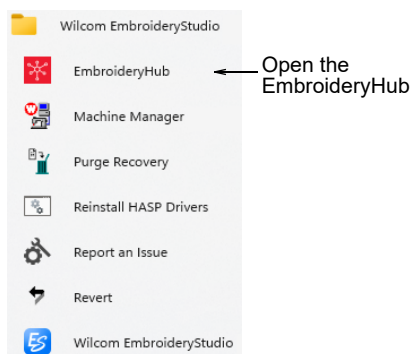 Wilcom EmbroideryStudio
EmbroideryHub
Open the
EmbroideryHub
Machine Manager
Purge Recovery
Reinstall HASP Drivers
Report an Issue
Revert
Wilcom EmbroideryStudio